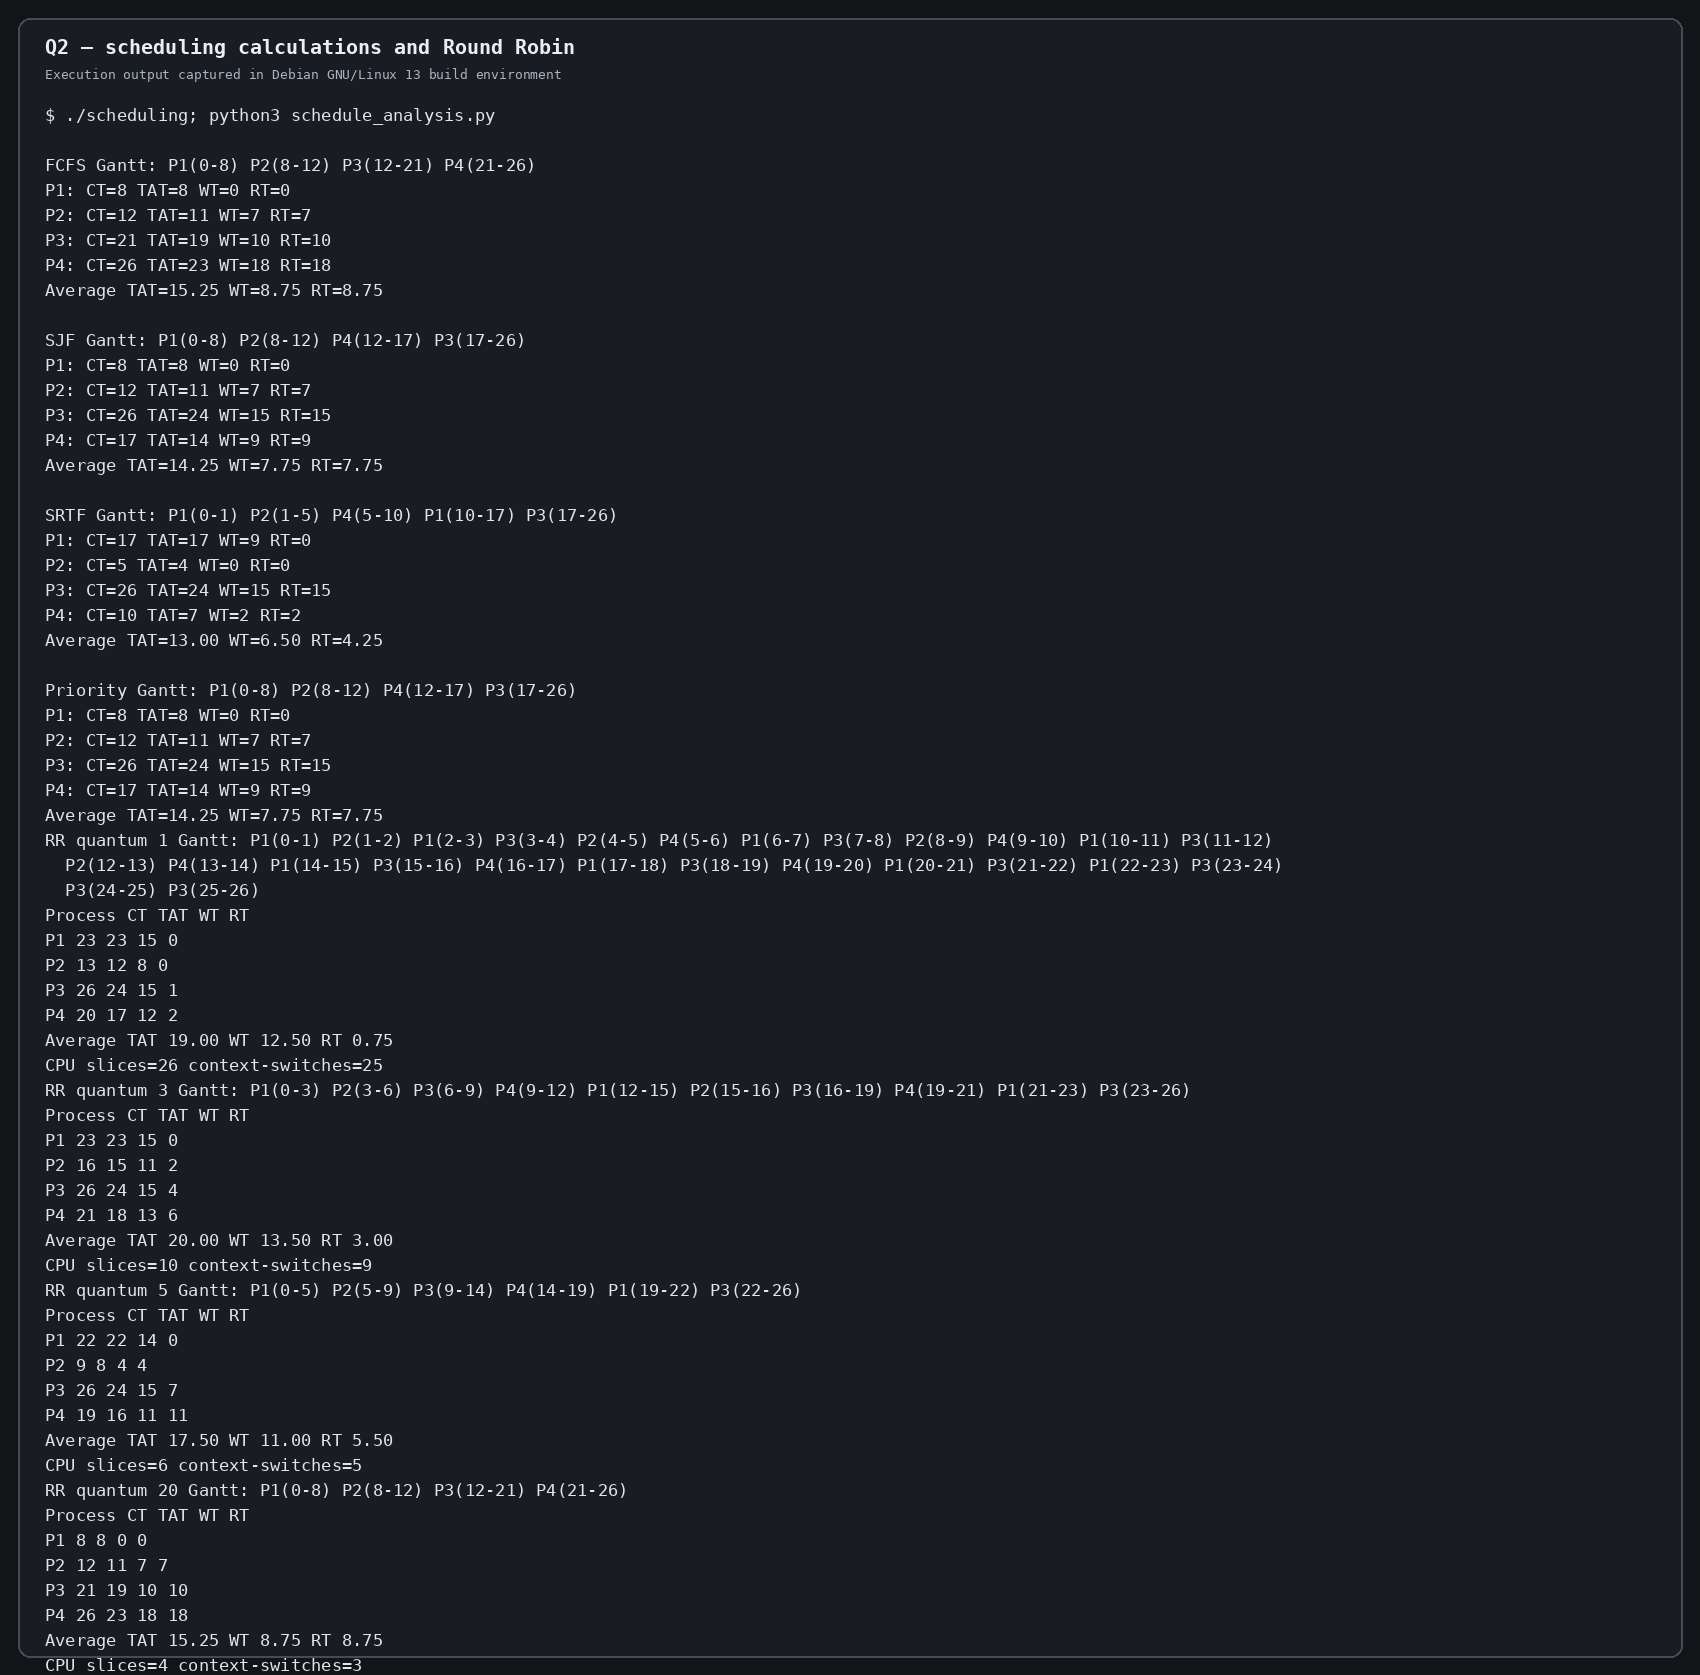 Q2 — scheduling calculations and Round Robin
Execution output captured in Debian GNU/Linux 13 build environment
$ ./scheduling; python3 schedule_analysis.py
FCFS Gantt: P1(0-8) P2(8-12) P3(12-21) P4(21-26)
P1: CT=8 TAT=8 WT=0 RT=0
P2: CT=12 TAT=11 WT=7 RT=7
P3: CT=21 TAT=19 WT=10 RT=10
P4: CT=26 TAT=23 WT=18 RT=18
Average TAT=15.25 WT=8.75 RT=8.75
SJF Gantt: P1(0-8) P2(8-12) P4(12-17) P3(17-26)
P1: CT=8 TAT=8 WT=0 RT=0
P2: CT=12 TAT=11 WT=7 RT=7
P3: CT=26 TAT=24 WT=15 RT=15
P4: CT=17 TAT=14 WT=9 RT=9
Average TAT=14.25 WT=7.75 RT=7.75
SRTF Gantt: P1(0-1) P2(1-5) P4(5-10) P1(10-17) P3(17-26)
P1: CT=17 TAT=17 WT=9 RT=0
P2: CT=5 TAT=4 WT=0 RT=0
P3: CT=26 TAT=24 WT=15 RT=15
P4: CT=10 TAT=7 WT=2 RT=2
Average TAT=13.00 WT=6.50 RT=4.25
Priority Gantt: P1(0-8) P2(8-12) P4(12-17) P3(17-26)
P1: CT=8 TAT=8 WT=0 RT=0
P2: CT=12 TAT=11 WT=7 RT=7
P3: CT=26 TAT=24 WT=15 RT=15
P4: CT=17 TAT=14 WT=9 RT=9
Average TAT=14.25 WT=7.75 RT=7.75
RR quantum 1 Gantt: P1(0-1) P2(1-2) P1(2-3) P3(3-4) P2(4-5) P4(5-6) P1(6-7) P3(7-8) P2(8-9) P4(9-10) P1(10-11) P3(11-12)
P2(12-13) P4(13-14) P1(14-15) P3(15-16) P4(16-17) P1(17-18) P3(18-19) P4(19-20) P1(20-21) P3(21-22) P1(22-23) P3(23-24)
P3(24-25) P3(25-26)
Process CT TAT WT RT
P1 23 23 15 0
P2 13 12 8 0
P3 26 24 15 1
P4 20 17 12 2
Average TAT 19.00 WT 12.50 RT 0.75
CPU slices=26 context-switches=25
RR quantum 3 Gantt: P1(0-3) P2(3-6) P3(6-9) P4(9-12) P1(12-15) P2(15-16) P3(16-19) P4(19-21) P1(21-23) P3(23-26)
Process CT TAT WT RT
P1 23 23 15 0
P2 16 15 11 2
P3 26 24 15 4
P4 21 18 13 6
Average TAT 20.00 WT 13.50 RT 3.00
CPU slices=10 context-switches=9
RR quantum 5 Gantt: P1(0-5) P2(5-9) P3(9-14) P4(14-19) P1(19-22) P3(22-26)
Process CT TAT WT RT
P1 22 22 14 0
P2 9 8 4 4
P3 26 24 15 7
P4 19 16 11 11
Average TAT 17.50 WT 11.00 RT 5.50
CPU slices=6 context-switches=5
RR quantum 20 Gantt: P1(0-8) P2(8-12) P3(12-21) P4(21-26)
Process CT TAT WT RT
P1 8 8 0 0
P2 12 11 7 7
P3 21 19 10 10
P4 26 23 18 18
Average TAT 15.25 WT 8.75 RT 8.75
CPU slices=4 context-switches=3